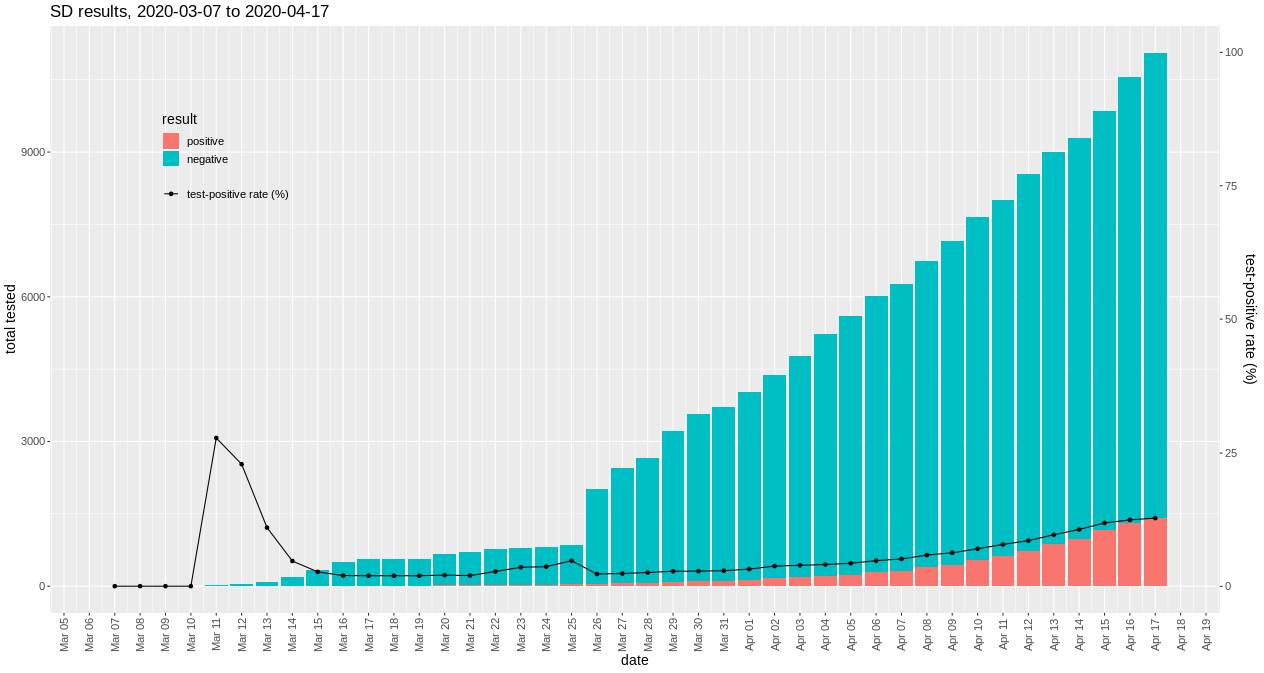 SD results, 2020-03-07 to 2020-04-17
result
positive
negative
test-positive rate (%)
total tested
9000
6000
3000
0
100
75
50
25
0
test-positive rate (%)
Mar 05
Mar 06
Mar 07
Mar 08
Mar 09
Mar 10
Mar 11
Mar 12
Mar 13
Mar 14
Mar 15
Mar 16
Mar 17
Mar 18
Mar 19
Mar 20
Mar 21
Mar 22
Mar 23
Mar 24
Mar 25
Mar 26
Mar 27
Mar 28
Mar 29
Mar 30
Mar 31
Apr 01
Apr 02
Apr 03
Apr 04
Apr 05
Apr 06
Apr 07
Apr 08
Apr 09
Apr 10
Apr 11
Apr 12
Apr 13
Apr 14
Apr 15
Apr 16
Apr 17
Apr 18
Apr 19
date